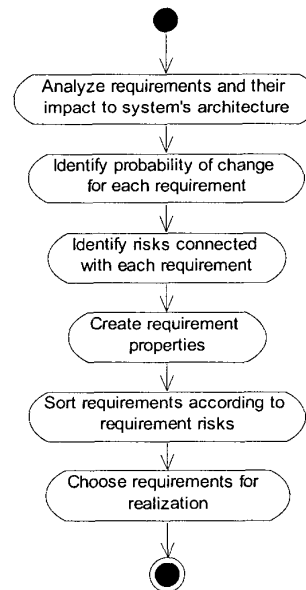 Analyze requirements and their
impact to system's architecture
Identify probability of change
for each requirement
Identify risks connected
with each requirement
Create requirement
properties
Sort requirements according to
requirement risks
Choose requirements for
realization